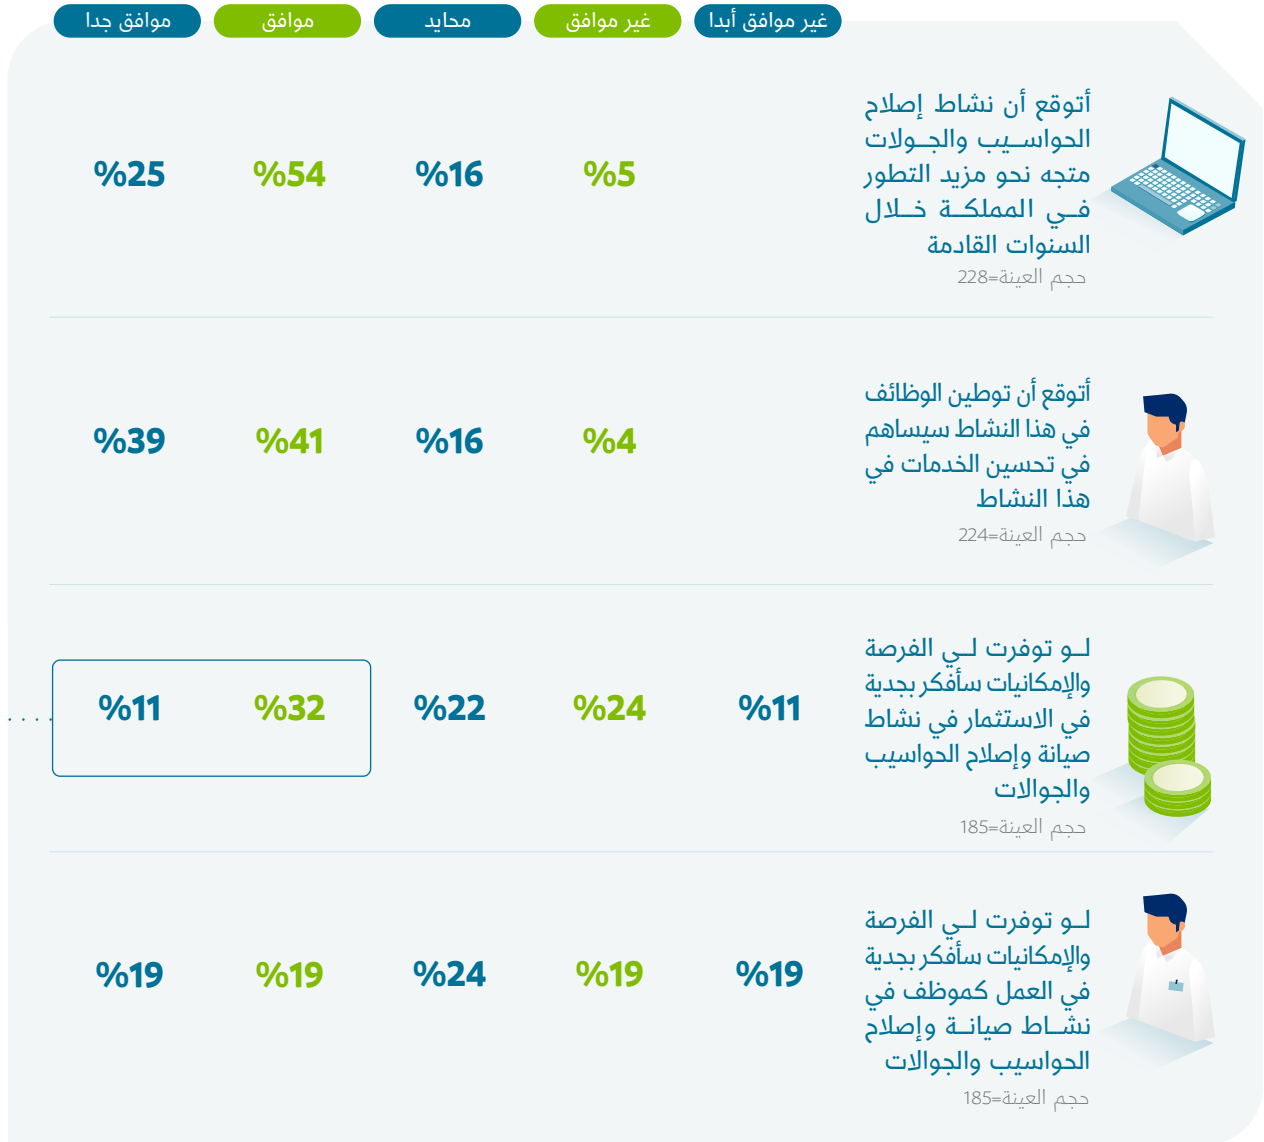 غير موافق أبدا غير موافق محايد موافق موافق جدا
أتوقع أن نشاط إصلاح
الحواسيب والجولات
متجه نحو مزيد التطور
في المملكة خلال
السنوات القادمة
حجم العينة=228
%5 %16 %54 %25
أتوقع أن توطين الوظائف
في هذا النشاط سيساهم
في تحسين الخدمات في
هذا النشاط
حجم العينة=224
%4 %16 %41 %39
لو توفرت لي الفرصة
والإمكانيات سأفكر بجدية
في الاستثمار في نشاط
صيانة وإصلاح الحواسيب
والجوالات
حجم العينة=185
%11 %24 %22 %32 %11
لو توفرت لي الفرصة
والإمكانيات سأفكر بجدية
في العمل كموظف في
نشاط صيانة وإصلاح
الحواسيب والجوالات
حجم العينة=185
%19 %19 %24 %19 %19